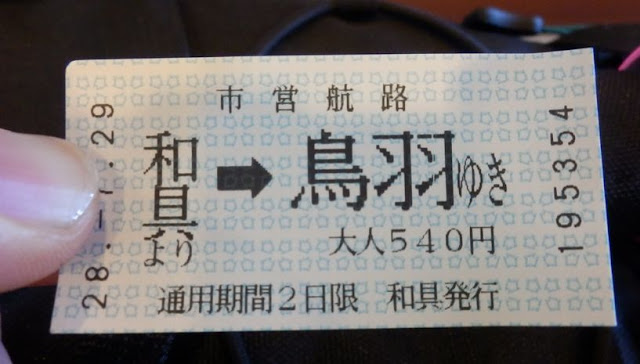 市営航路
和具より➡鳥羽ゆき
大人540円
通用期間2日限 和具発行
28.-7.29
195354